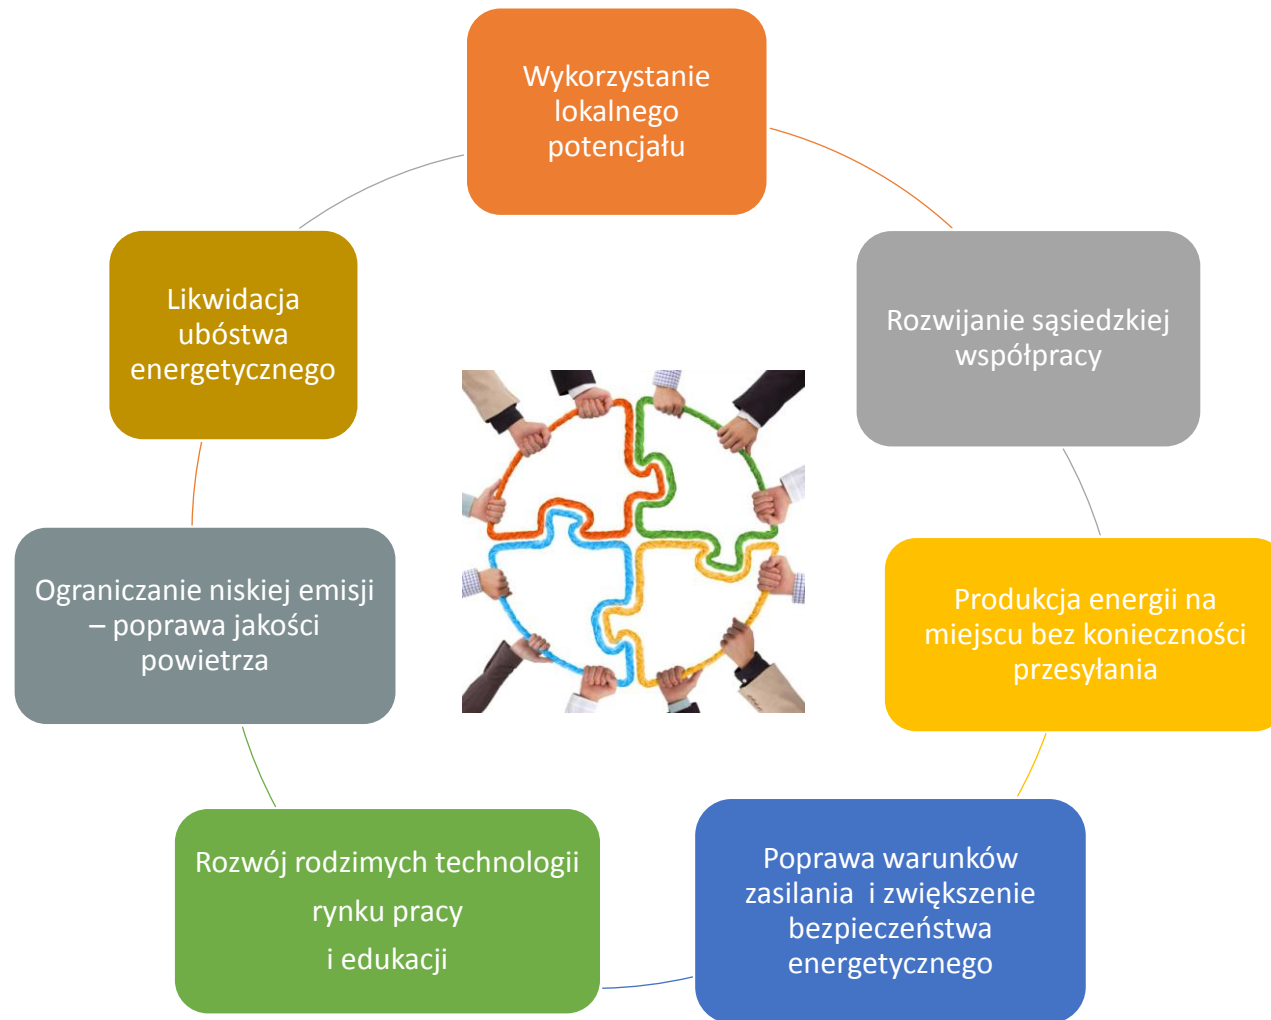 Wykorzystanie
lokalnego
potencjału
Rozwijanie sąsiedzkiej
współpracy
Produkcja energii na
miejscu bez konieczności
przesyłania
Poprawa warunków
zasilania  i zwiększenie
bezpieczeństwa
energetycznego
Rozwój rodzimych technologii
rynku pracy
i edukacji
Ograniczanie niskiej emisji
– poprawa jakości
powietrza
Likwidacja
ubóstwa
energetycznego